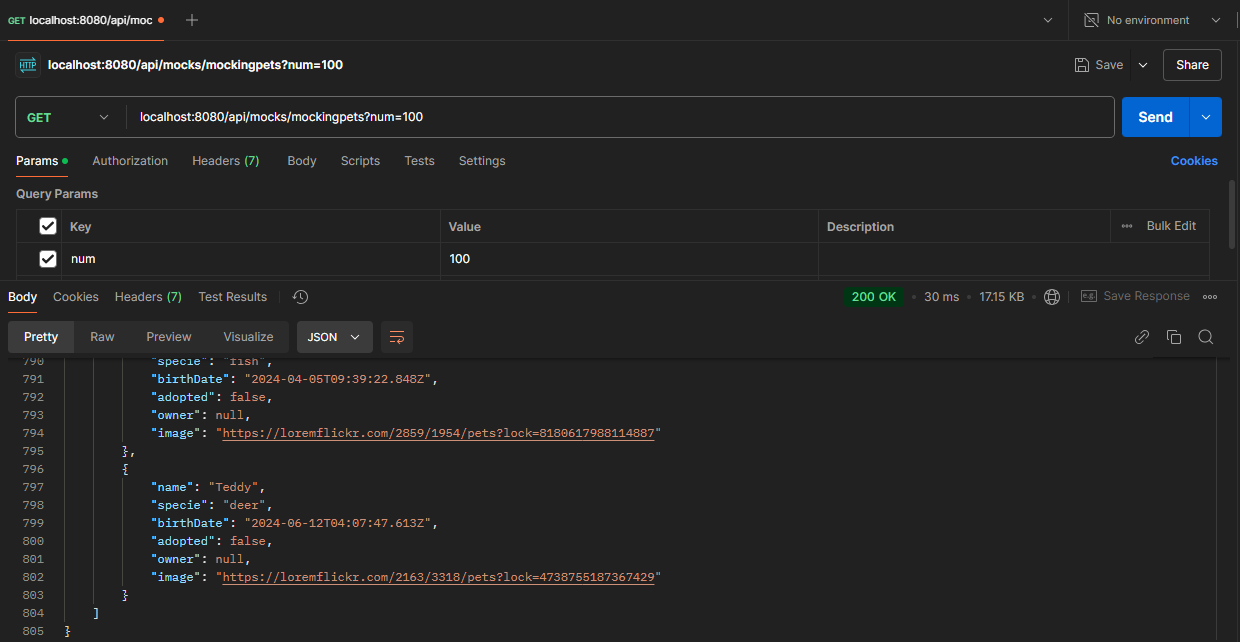 GET localhost:8080/api/moc
No environment
HTTP localhost:8080/api/mocks/mockingpets?num=100
Save
Share
GET
localhost:8080/api/mocks/mockingpets?num=100
Send
Params
Authorization
Headers (7)
Body
Scripts
Tests
Settings
Cookies
Query Params
Key
Value
Description
Bulk Edit
num
100
Body
Cookies
Headers (7)
Test Results
200 OK
30 ms
17.15 KB
e.g.
Save Response
Pretty
Raw
Preview
Visualize
JSON
790 "specie": "fish",
791 "birthDate": "2024-04-05T09:39:22.848Z",
792 "adopted": false,
793 "owner": null,
794 "image": "https://loremflickr.com/2859/1954/pets?lock=8180617988114887"
795 },
796 {
797 "name": "Teddy",
798 "specie": "deer",
799 "birthDate": "2024-06-12T04:07:47.613Z",
800 "adopted": false,
801 "owner": null,
802 "image": "https://loremflickr.com/2163/3318/pets?lock=4738755187367429"
803 }
804 ]
805 }